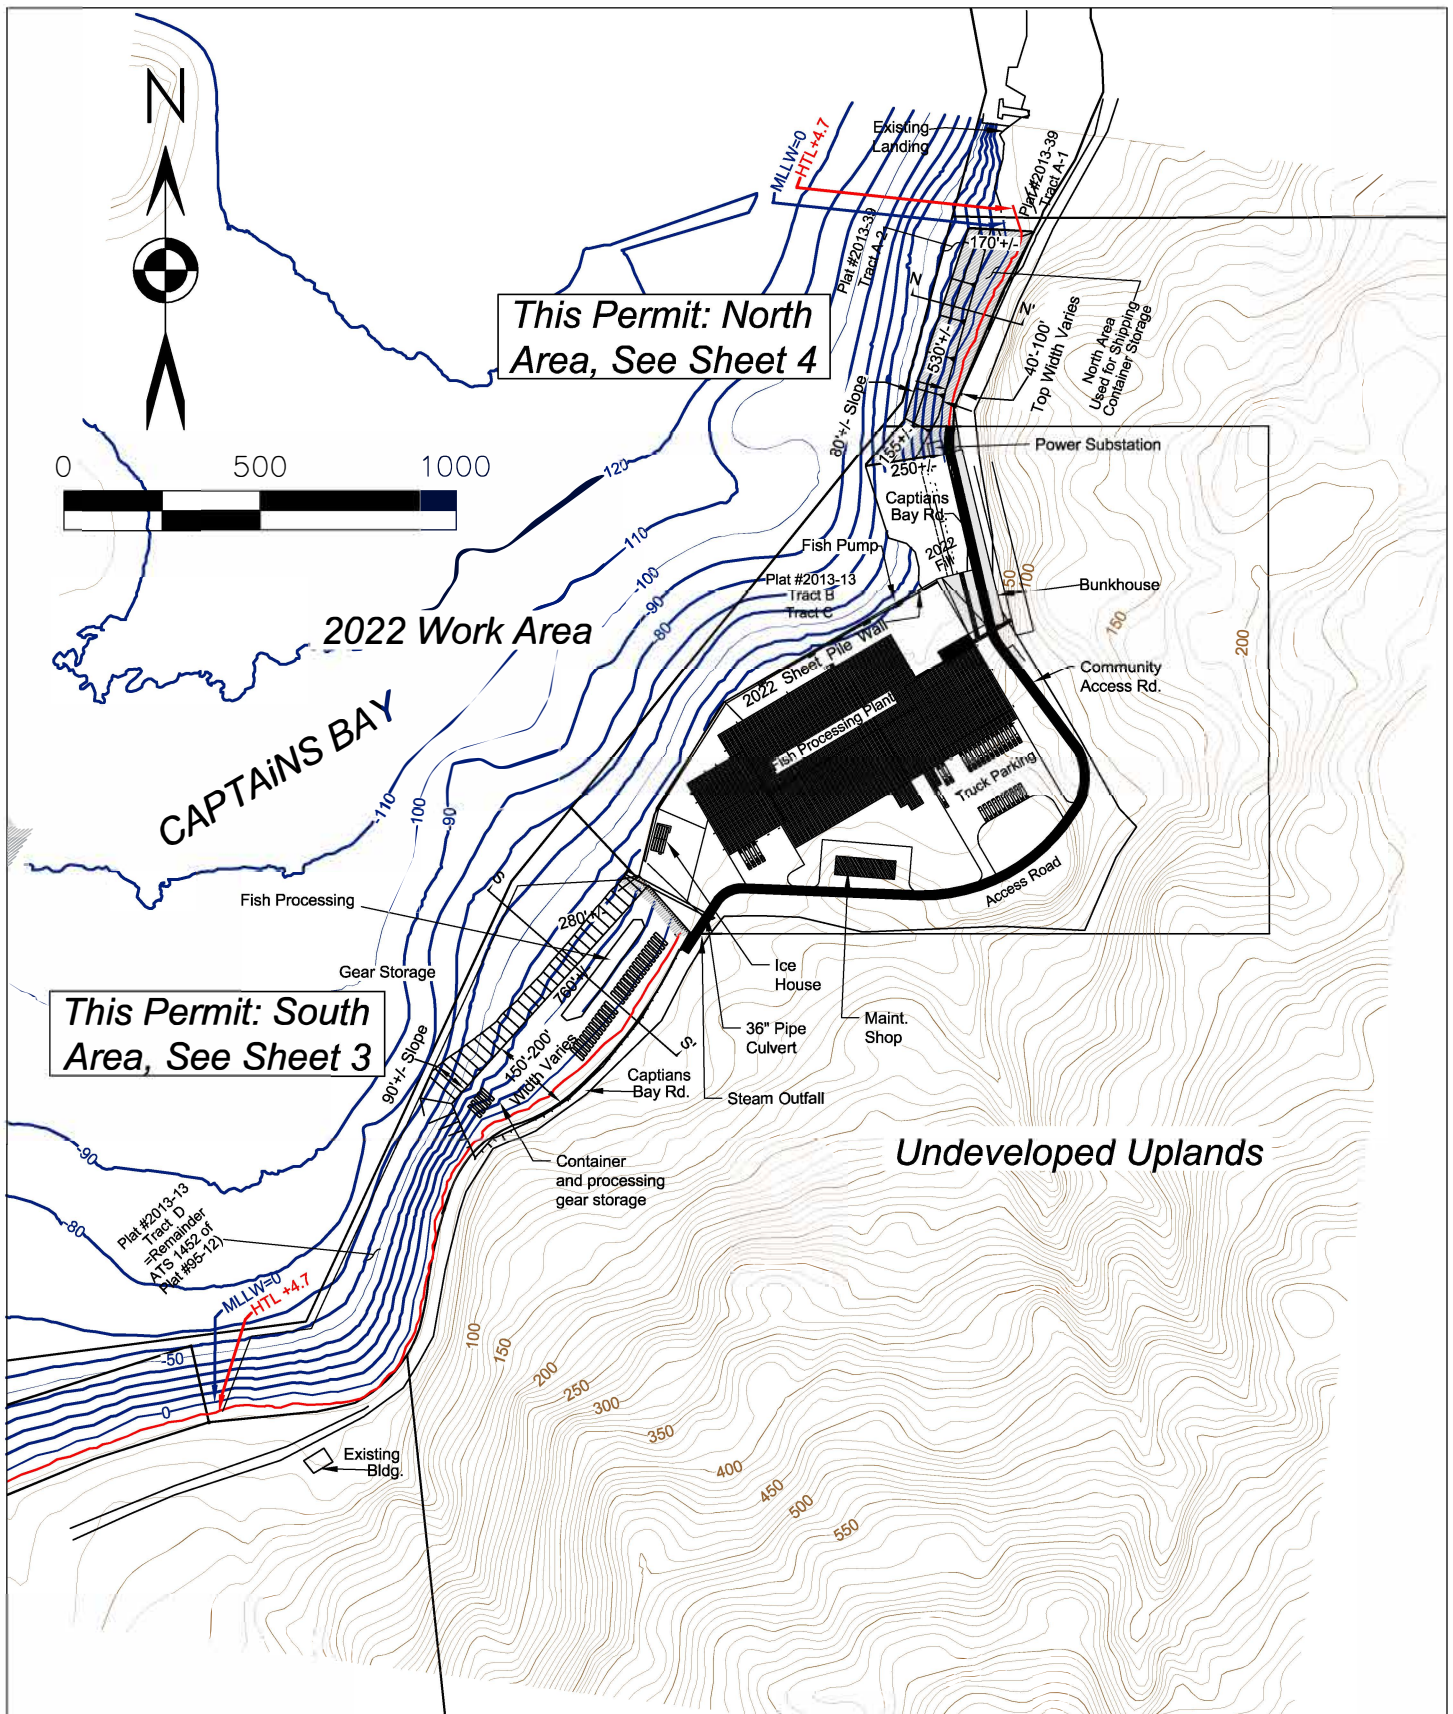 N
MLLW=0
HTL+4.7
Existing
Landing
Plat #2013-39
Tract A-1
Plat #2013-39
Tract A-2
170'+/-
N
N'
This Permit: North
Area, See Sheet 4
530'+/-
40'-100'
Top Width Varies
North Area
Used for Shipping
Container Storage
80'+/- Slope
155+/-
250+/-
Power Substation
0
500
1000
120
-110
-100
-90
-80
Captians
Bay Rd.
2022
Fill
Fish Pump
Plat #2013-13
Tract B
Tract C
50
100
150
200
Bunkhouse
2022 Work Area
CAPTAiNS BAY
2022 Sheet Pile Wall
Fish Processing Plant
Truck Parking
Community
Access Rd.
-110
-100
-90
Access Road
Fish Processing
S
280'+/-
Gear Storage
760'+/-
Ice
House
36" Pipe
Culvert
Maint.
Shop
This Permit: South
Area, See Sheet 3
90'+/- Slope
150'-200'
Width Varies
S'
Captians
Bay Rd.
Steam Outfall
Undeveloped Uplands
Container
and processing
gear storage
-90
-80
Plat #2013-13
Tract D
=Remainder
ATS 1452 of
Plat #95-12)
MLLW=0
HTL +4.7
-50
0
Existing
Bldg.
100
150
200
250
300
350
400
450
500
550